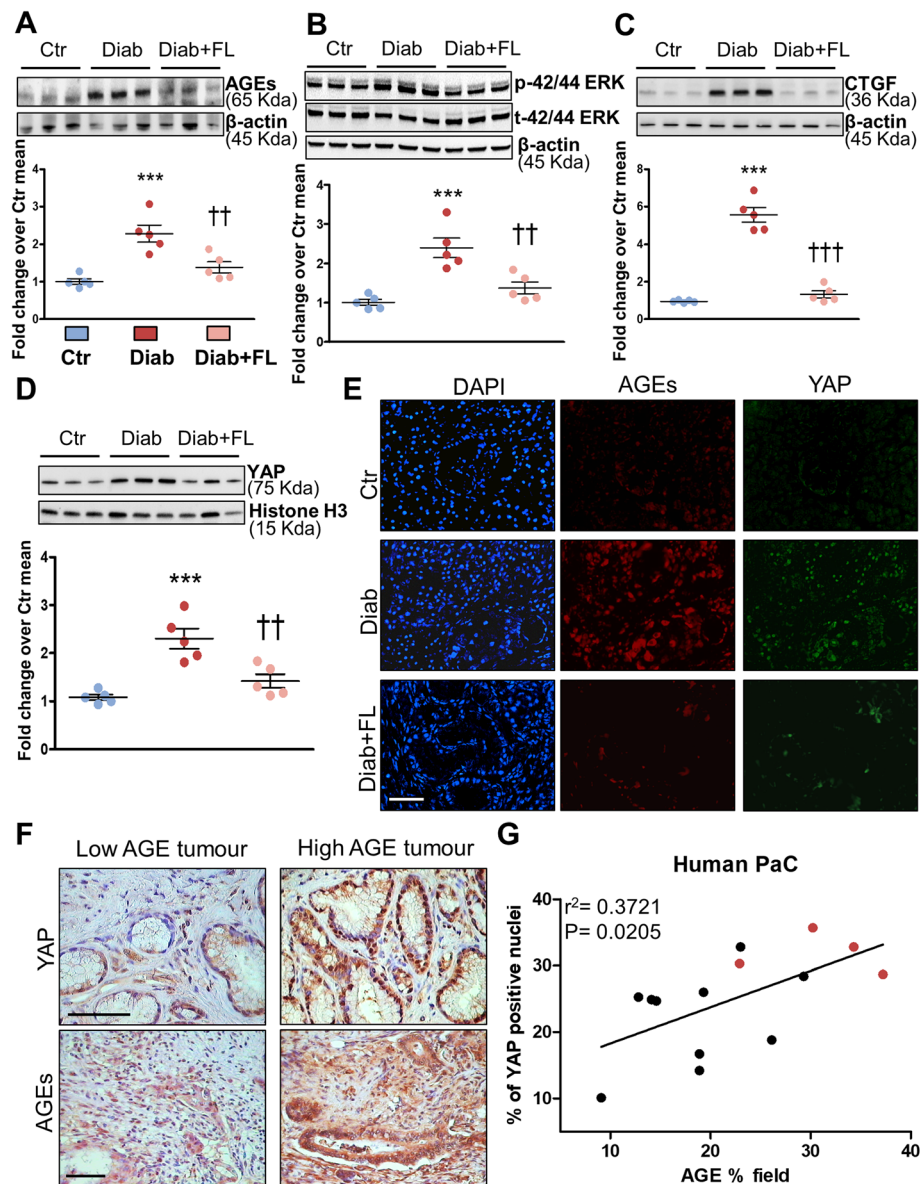 A
Ctr Diab Diab+FL
AGEs
(65 Kda)
β-actin
(45 Kda)
Fold change over Ctr mean
4
3
2
1
0
***
††
Ctr Diab Diab+FL
B
Ctr Diab Diab+FL
p-42/44 ERK
t-42/44 ERK
β-actin
(45 Kda)
Fold change over Ctr mean
4
3
2
1
0
***
††
C
Ctr Diab Diab+FL
CTGF
(36 Kda)
β-actin
(45 Kda)
Fold change over Ctr mean
8
6
4
2
0
***
†††
D
Ctr Diab Diab+FL
YAP
(75 Kda)
Histone H3
(15 Kda)
Fold change over Ctr mean
4
3
2
1
0
***
††
E
DAPI AGEs YAP
Ctr
Diab
Diab+FL
F
Low AGE tumour High AGE tumour
YAP
AGEs
G
Human PaC
r²= 0.3721
P= 0.0205
% of YAP positive nuclei
40
30
20
10
10 20 30 40
AGE % field